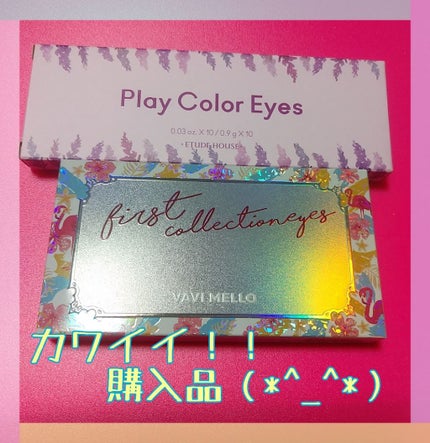 Play Color Eyes
0.03 oz. X 10 / 0.9 g X 10
ETUDE HOUSE
first
collectioneyes
VAVI MELLO
カワイイ！！
購入品（*^_^*）